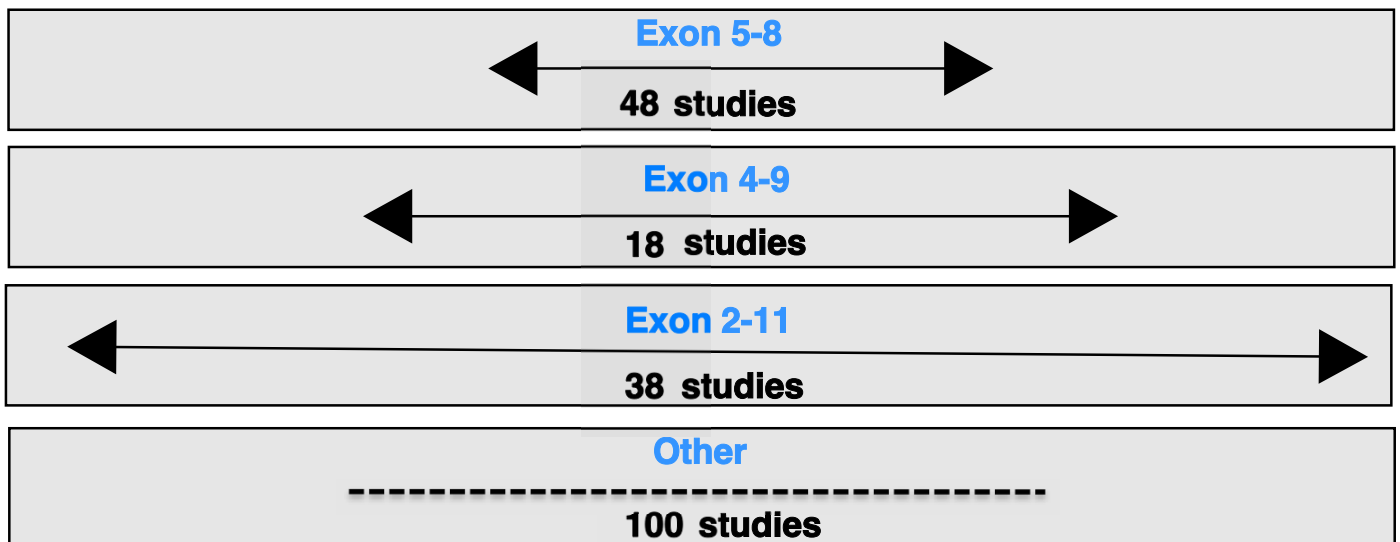 Exon 5-8
48 studies
Exon 4-9
18 studies
Exon 2-11
38 studies
Other
100 studies